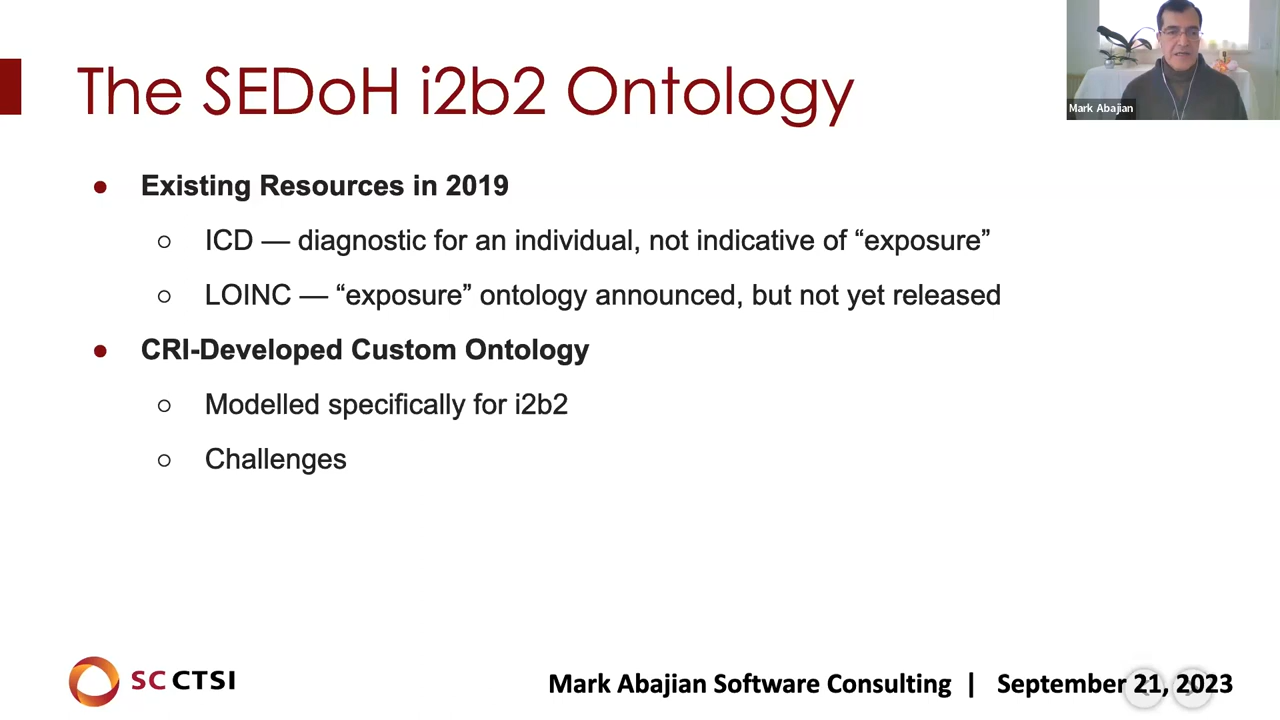 The SEDoH i2b2 Ontology
Mark Abajian
● Existing Resources in 2019
○ ICD — diagnostic for an individual, not indicative of “exposure”
○ LOINC — “exposure” ontology announced, but not yet released
● CRI-Developed Custom Ontology
○ Modelled specifically for i2b2
○ Challenges
SC CTSI
Mark Abajian Software Consulting | September 21, 2023